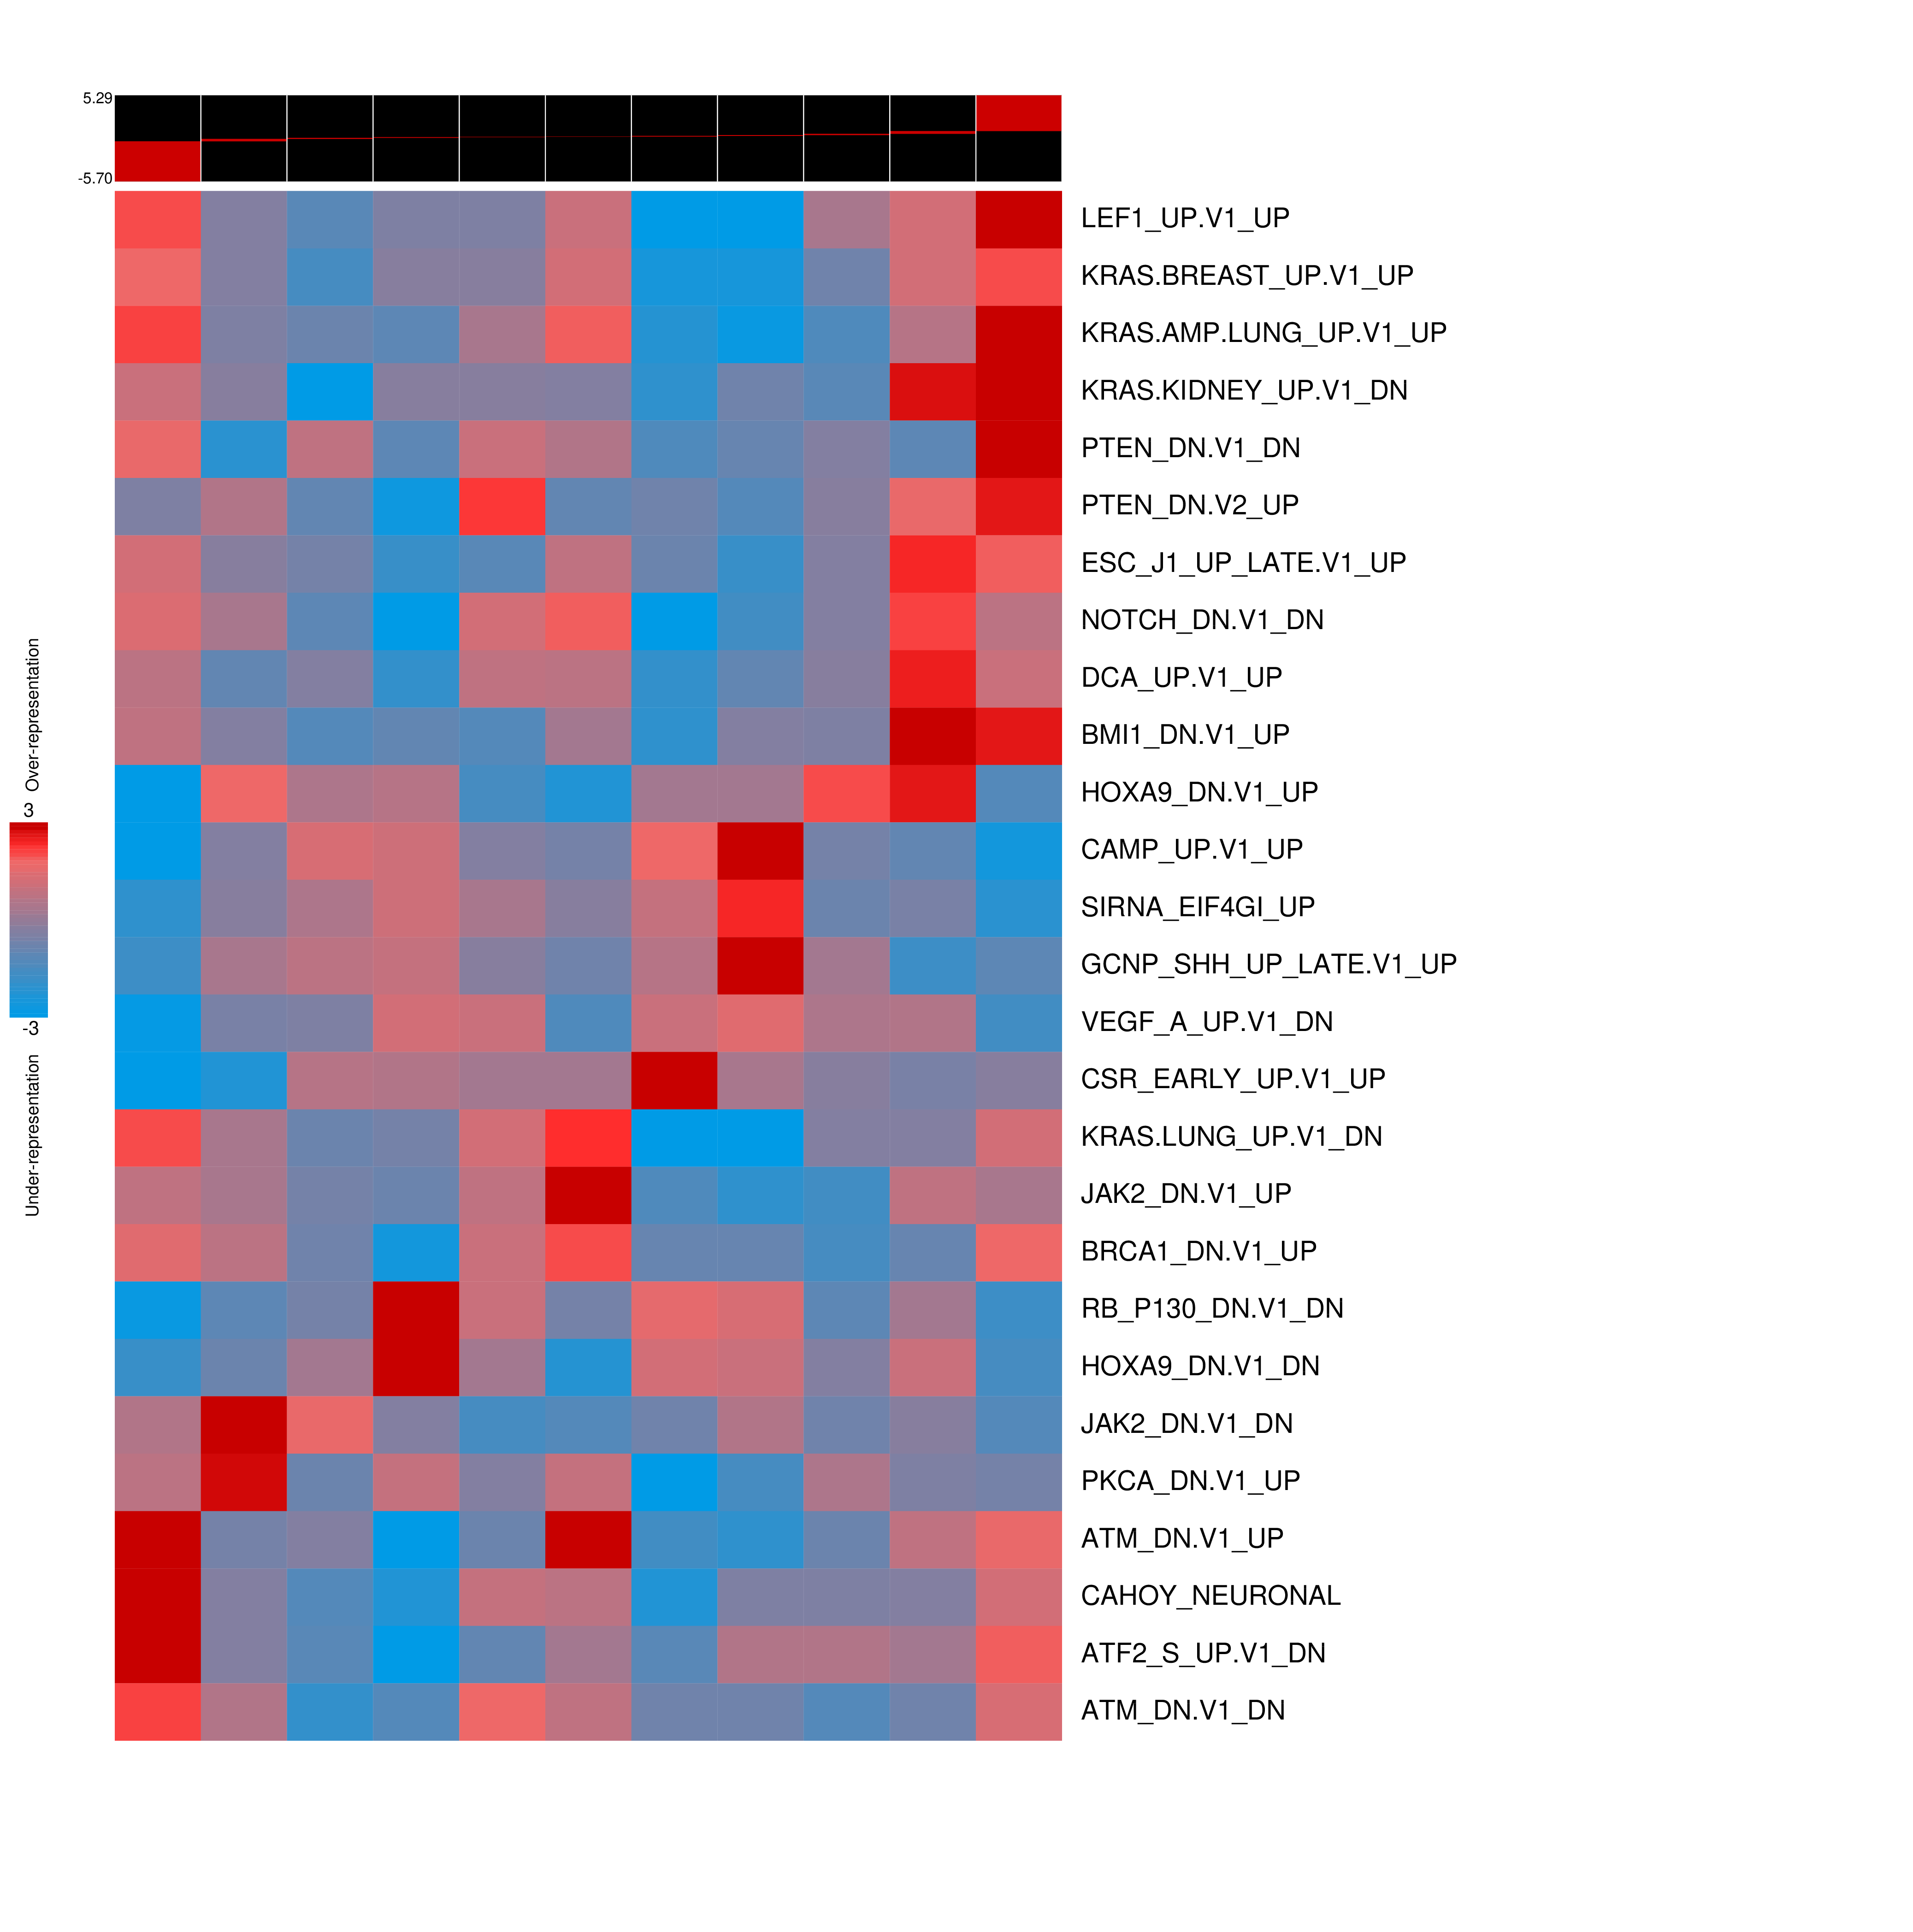 5.29
-5.70
LEF1_UP.V1_UP
KRAS.BREAST_UP.V1_UP
KRAS.AMP.LUNG_UP.V1_UP
KRAS.KIDNEY_UP.V1_DN
PTEN_DN.V1_DN
PTEN_DN.V2_UP
ESC_J1_UP_LATE.V1_UP
NOTCH_DN.V1_DN
DCA_UP.V1_UP
BMI1_DN.V1_UP
HOXA9_DN.V1_UP
CAMP_UP.V1_UP
SIRNA_EIF4GI_UP
GCNP_SHH_UP_LATE.V1_UP
VEGF_A_UP.V1_DN
CSR_EARLY_UP.V1_UP
KRAS.LUNG_UP.V1_DN
JAK2_DN.V1_UP
BRCA1_DN.V1_UP
RB_P130_DN.V1_DN
HOXA9_DN.V1_DN
JAK2_DN.V1_DN
PKCA_DN.V1_UP
ATM_DN.V1_UP
CAHOY_NEURONAL
ATF2_S_UP.V1_DN
ATM_DN.V1_DN
Over-representation
3
-3
Under-representation